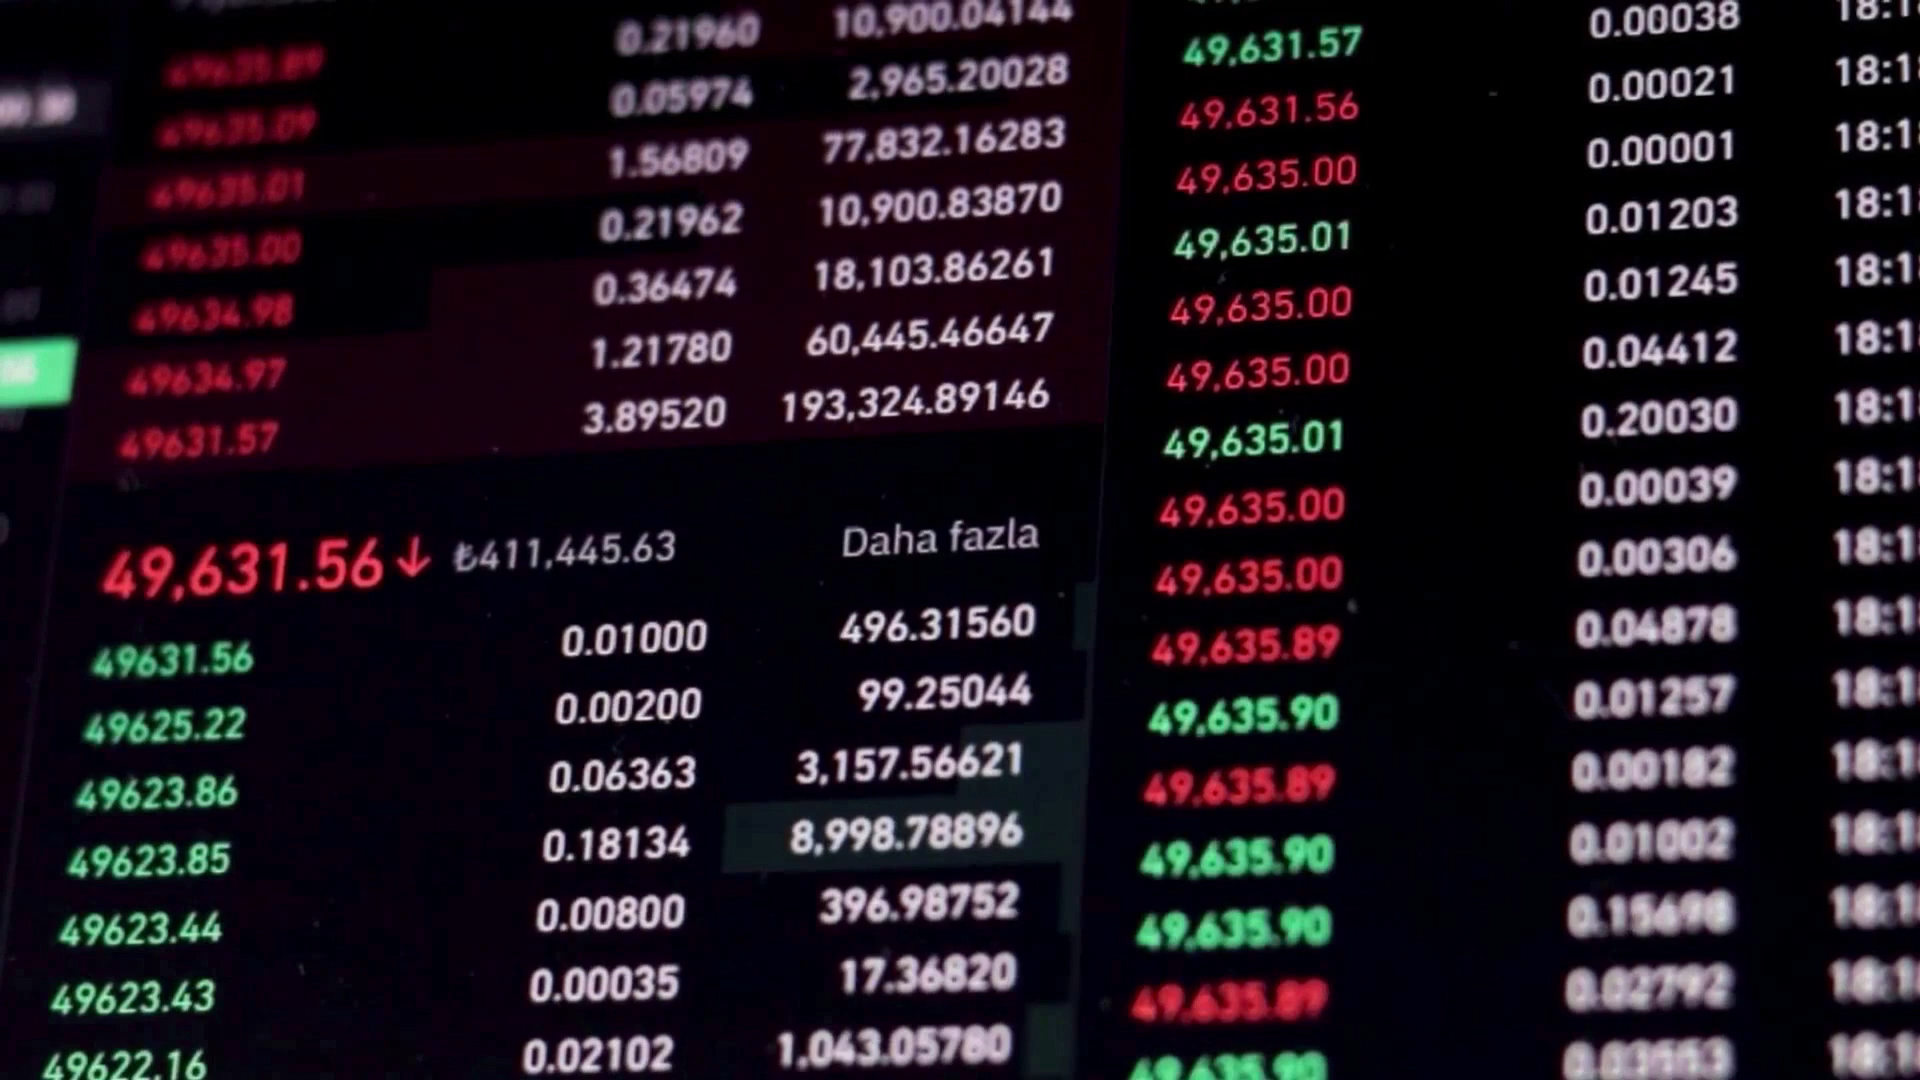 0.21960 10,900.04144
49635.89 0.05974 2,965.20028
49635.09 1.56809 77,832.16283
49635.01 0.21962 10,900.83870
49635.00 0.36474 18,103.86261
49634.98 1.21780 60,445.46647
49634.97 3.89520 193,324.89146
49631.57
49,631.56↓ ₺411,445.63 Daha fazla
49631.56 0.01000 496.31560
49625.22 0.00200 99.25044
49623.86 0.06363 3,157.56621
49623.85 0.18134 8,998.78896
49623.44 0.00800 396.98752
49623.43 0.00035 17.36820
49622.16 0.02102 1,043.05780
49,631.57 0.00038 18:1
49,631.56 0.00021 18:1
49,635.00 0.00001 18:1
49,635.01 0.01203 18:1
49,635.00 0.01245 18:1
49,635.00 0.04412 18:1
49,635.01 0.20030 18:1
49,635.00 0.00039 18:1
49,635.00 0.00306 18:1
49,635.89 0.04878 18:1
49,635.90 0.01257 18:1
49,635.89 0.00182 18:1
49,635.90 0.01002 18:1
49,635.90 0.15698 18:1
49,635.89 0.02792 18:1
49,635.90 0.03553 18:1